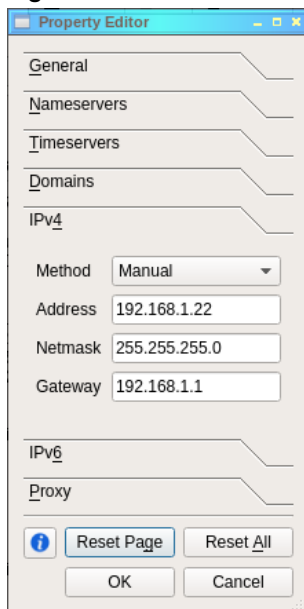 Property Editor
General
Nameservers
Timeservers
Domains
IPv4
Method Manual
Address 192.168.1.22
Netmask 255.255.255.0
Gateway 192.168.1.1
IPv6
Proxy
Reset Page Reset All
OK Cancel